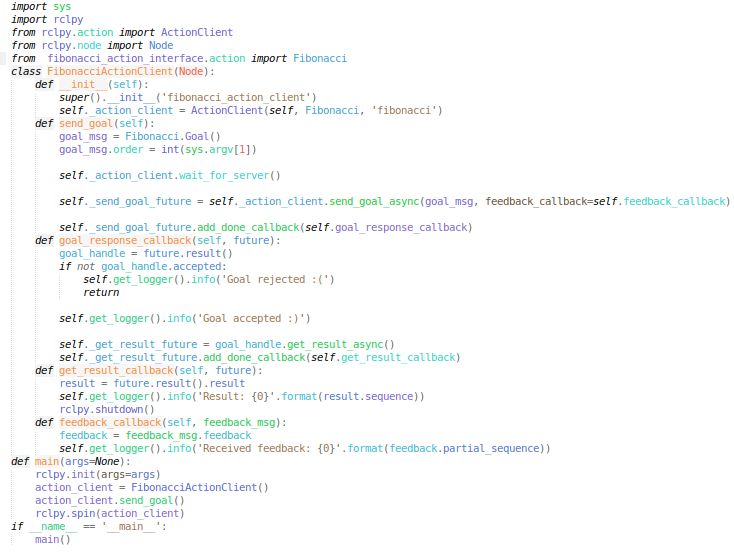 import sys
import rclpy
from rclpy.action import ActionClient
from rclpy.node import Node
from  fibonacci_action_interface.action import Fibonacci
class FibonacciActionClient(Node):
    def __init__(self):
        super().__init__('fibonacci_action_client')
        self._action_client = ActionClient(self, Fibonacci, 'fibonacci')
    def send_goal(self):
        goal_msg = Fibonacci.Goal()
        goal_msg.order = int(sys.argv[1])

        self._action_client.wait_for_server()

        self._send_goal_future = self._action_client.send_goal_async(goal_msg, feedback_callback=self.feedback_callback)

        self._send_goal_future.add_done_callback(self.goal_response_callback)
    def goal_response_callback(self, future):
        goal_handle = future.result()
        if not goal_handle.accepted:
            self.get_logger().info('Goal rejected :(')
            return

        self.get_logger().info('Goal accepted :)')

        self._get_result_future = goal_handle.get_result_async()
        self._get_result_future.add_done_callback(self.get_result_callback)
    def get_result_callback(self, future):
        result = future.result().result
        self.get_logger().info('Result: {0}'.format(result.sequence))
        rclpy.shutdown()
    def feedback_callback(self, feedback_msg):
        feedback = feedback_msg.feedback
        self.get_logger().info('Received feedback: {0}'.format(feedback.partial_sequence))
def main(args=None):
    rclpy.init(args=args)
    action_client = FibonacciActionClient()
    action_client.send_goal()
    rclpy.spin(action_client)
if __name__ == '__main__':
    main()